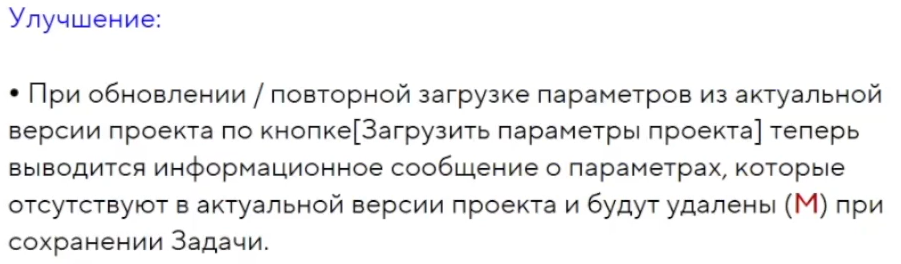 Улучшение:
• При обновлении / повторной загрузке параметров из актуальной
версии проекта по кнопке[Загрузить параметры проекта] теперь
выводится информационное сообщение о параметрах, которые
отсутствуют в актуальной версии проекта и будут удалены (М) при
сохранении Задачи.